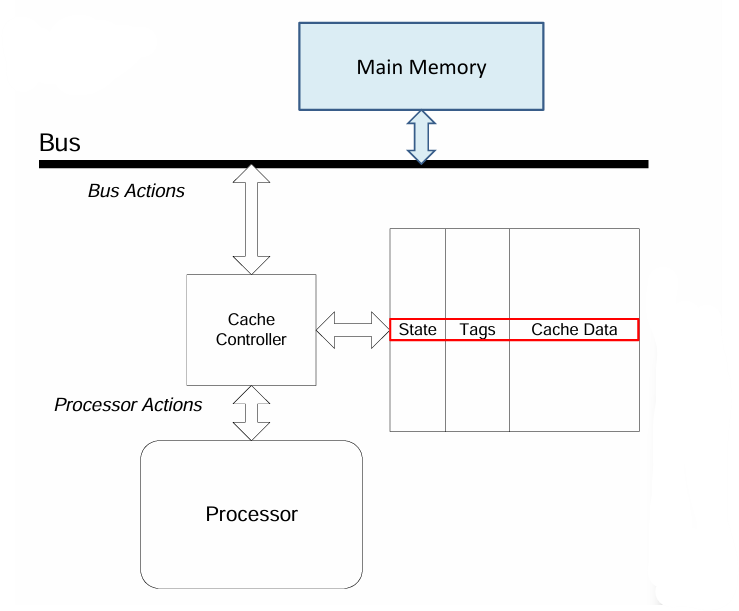 Main Memory
Bus
Bus Actions
Cache
Controller
State Tags Cache Data
Processor Actions
Processor